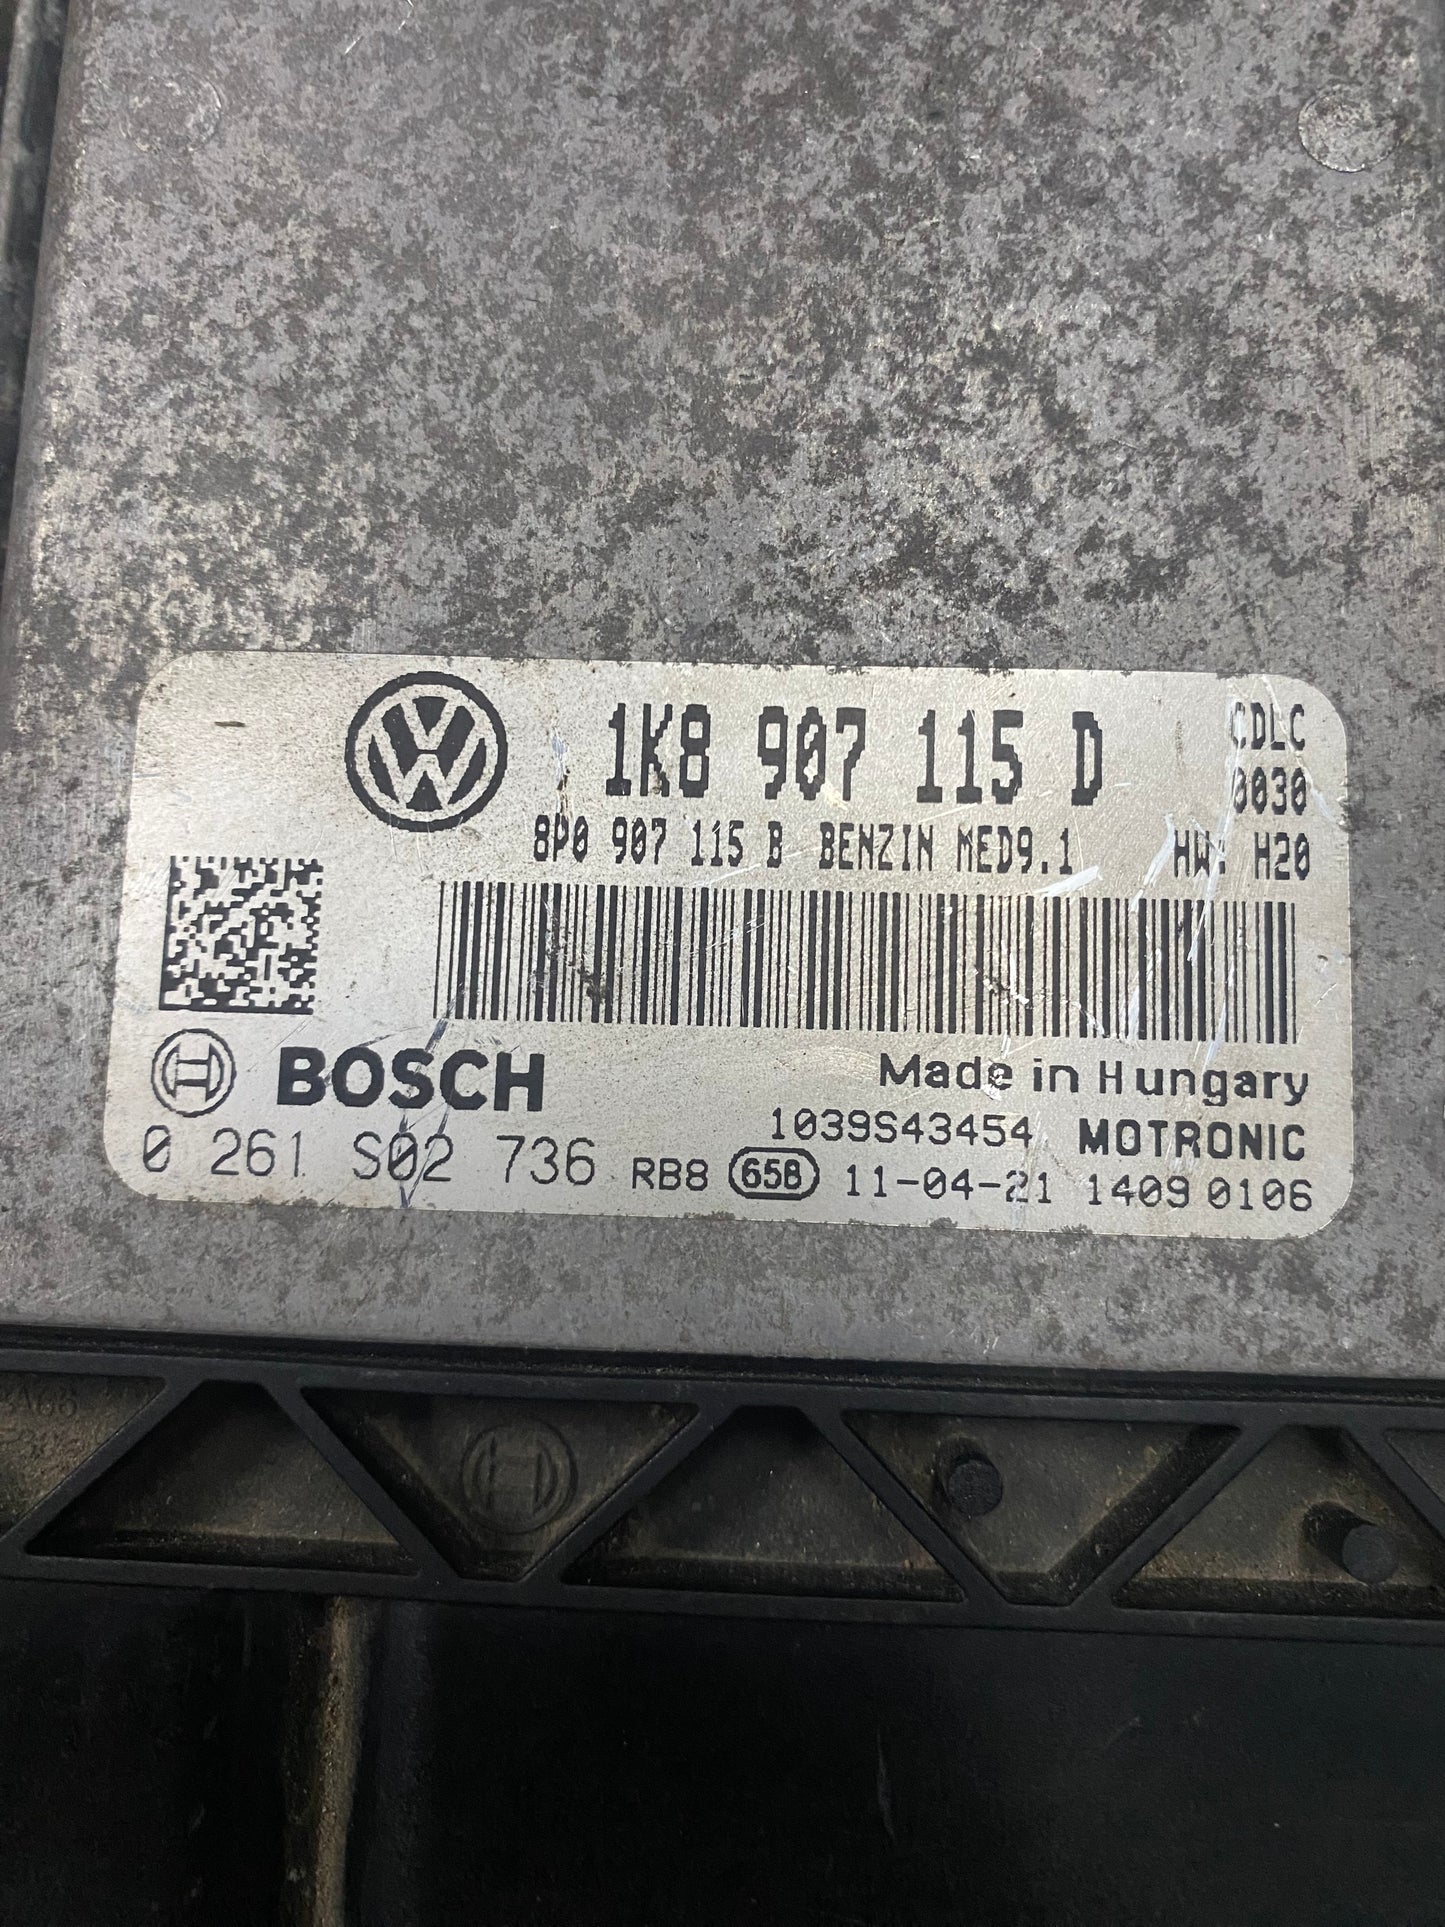 1K8 907 115 D CDLC
0030
8P0 907 115 B BENZIN MED9.1 HW: H20
BOSCH
Made in Hungary
1039S43454 MOTRONIC
0 261 S02 736 RB8 658 11-04-21 1409 0106